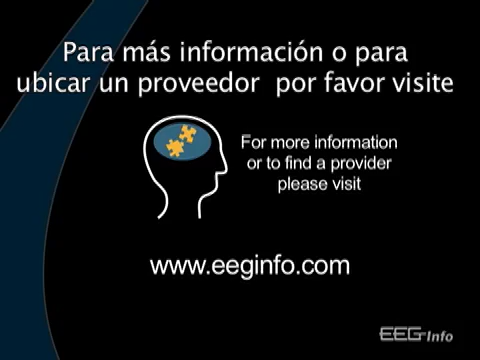 Para más información o para
ubicar un proveedor  por favor visite
For more information
or to find a provider
please visit
www.eeginfo.com
EEG Info